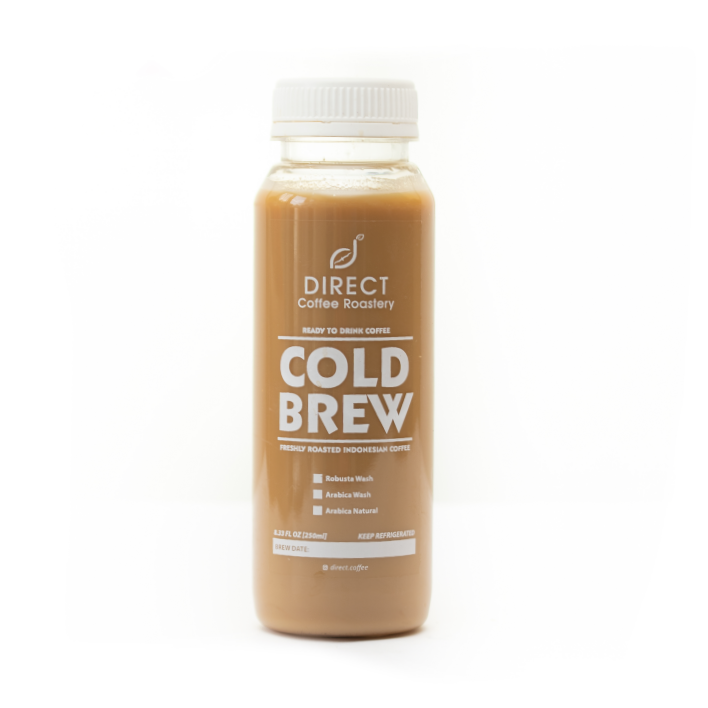 DIRECT
Coffee Roastery
READY TO DRINK COFFEE
COLD
BREW
FRESHLY ROASTED INDONESIAN COFFEE
Robusta Wash
Arabica Wash
Arabica Natural
8.33 FL OZ [250ml] KEEP REFRIGERATED
BREW DATE:
direct.coffee